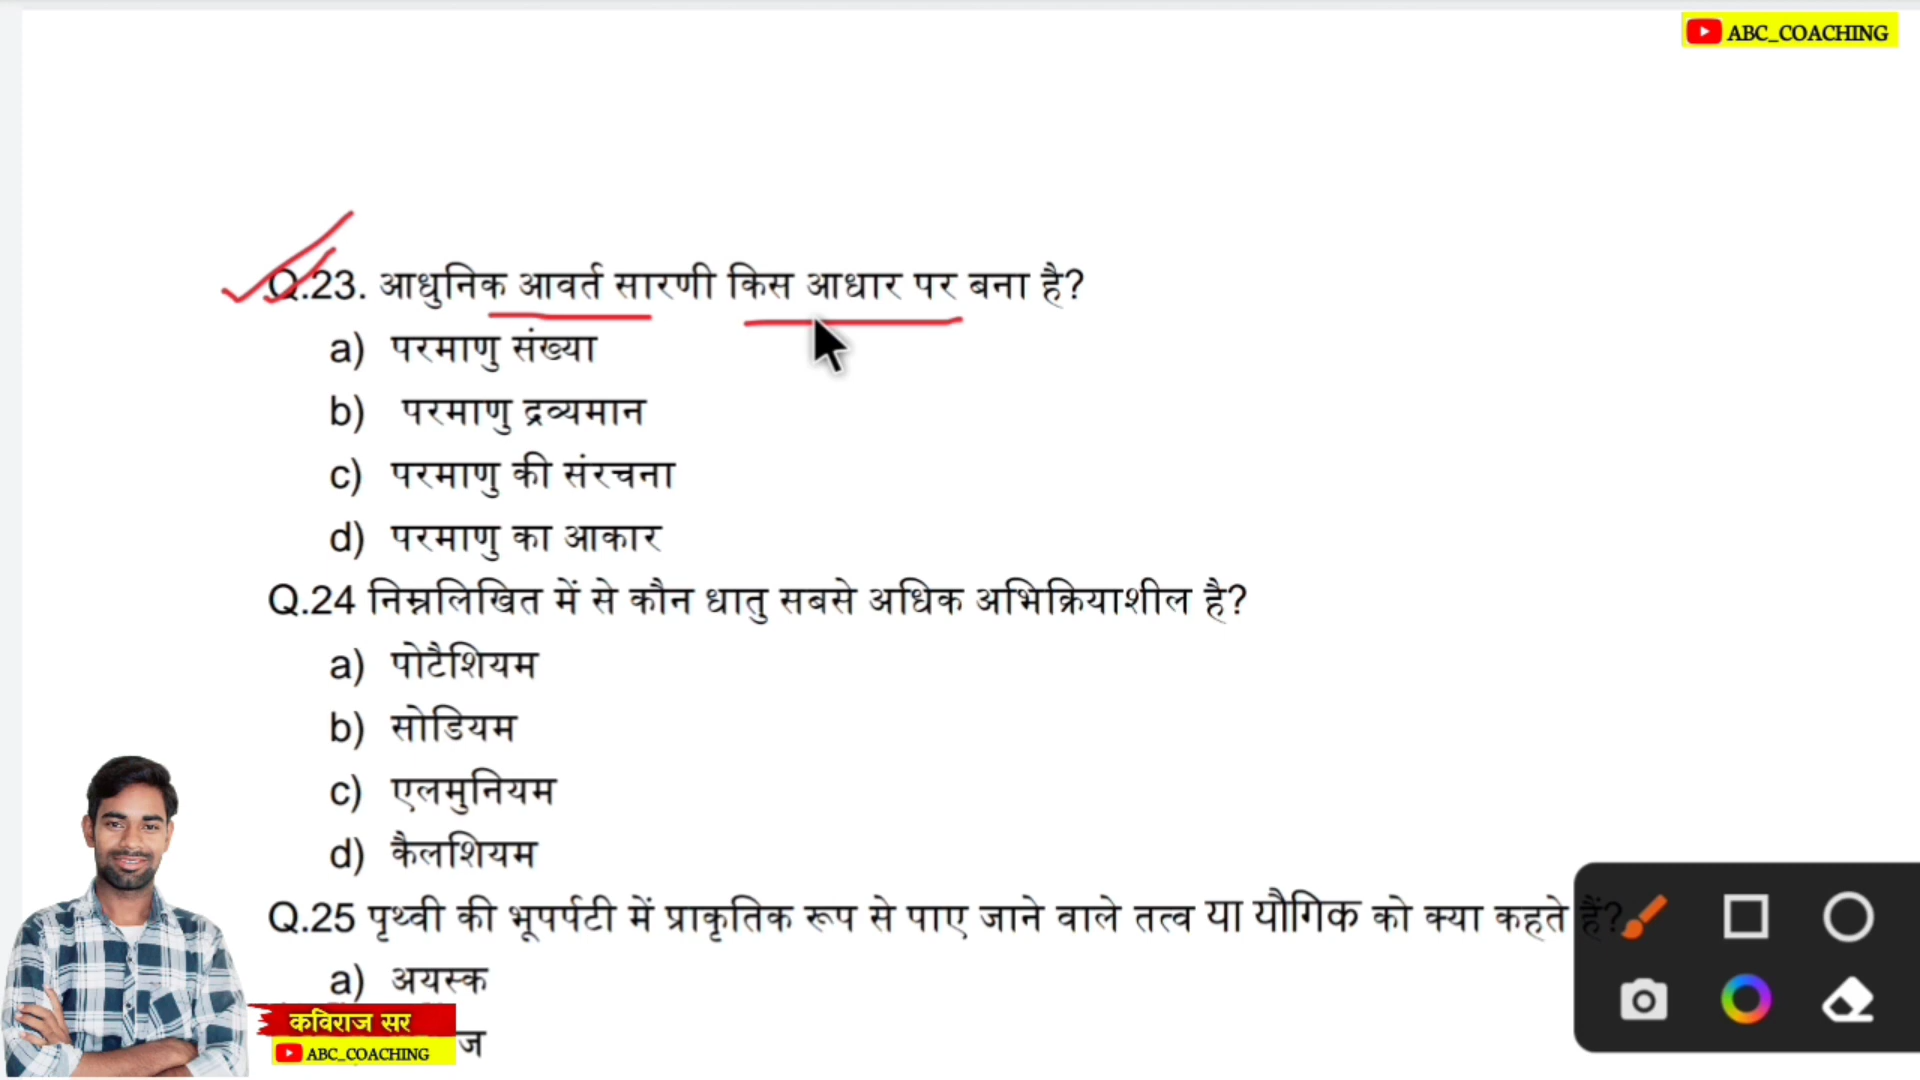 ABC_COACHING
Q.23. आधुनिक आवर्त सारणी किस आधार पर बना है?
a) परमाणु संख्या
b) परमाणु द्रव्यमान
c) परमाणु की संरचना
d) परमाणु का आकार
Q.24 निम्नलिखित में से कौन धातु सबसे अधिक अभिक्रियाशील है?
a) पोटैशियम
b) सोडियम
c) एलमुनियम
d) कैलशियम
Q.25 पृथ्वी की भूपर्पटी में प्राकृतिक रूप से पाए जाने वाले तत्व या यौगिक को क्या कहते हैं?
a) अयस्क
कविराज सर
ABC_COACHING